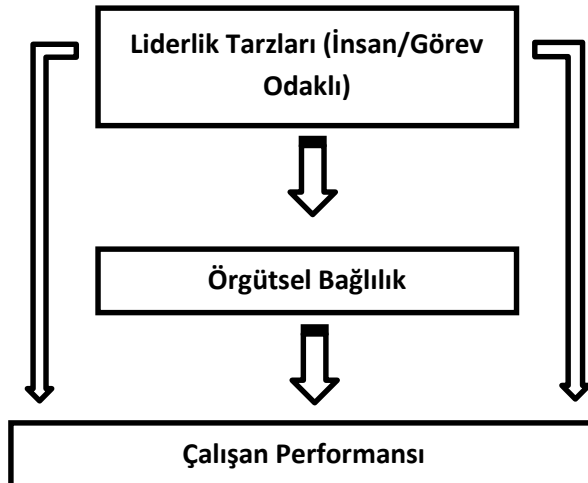 Liderlik Tarzları (İnsan/Görev
Odaklı)
Örgütsel Bağlılık
Çalışan Performansı